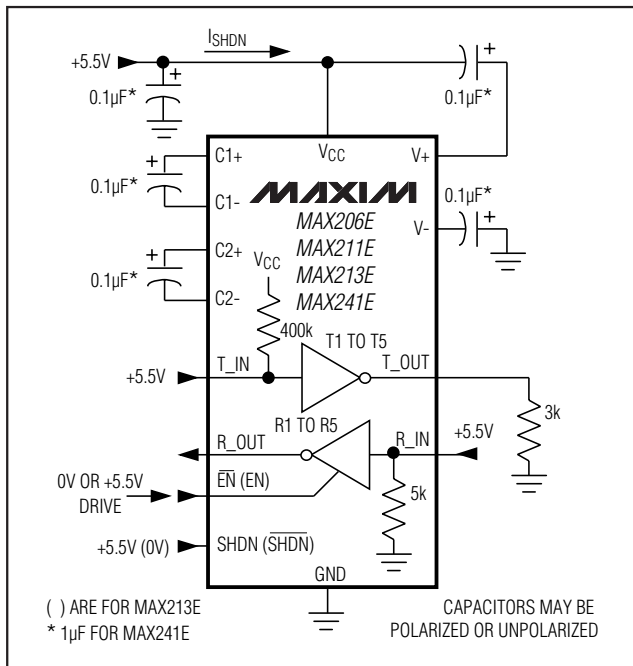 ISHDN
+5.5V
0.1µF*
0.1µF*
VCC
V+
C1+
0.1µF*
C1-
MAXIM
0.1µF*
V-
MAX206E
MAX211E
MAX213E
MAX241E
C2+
0.1µF*
C2-
VCC
400k
T1 TO T5
+5.5V
T_IN
T_OUT
3k
R1 TO R5
R_OUT
R_IN
+5.5V
0V OR +5.5V
DRIVE
E̅N̅ (EN)
5k
+5.5V (0V)
SHDN (S̅H̅D̅N̅)
GND
( ) ARE FOR MAX213E
* 1µF FOR MAX241E
CAPACITORS MAY BE
POLARIZED OR UNPOLARIZED